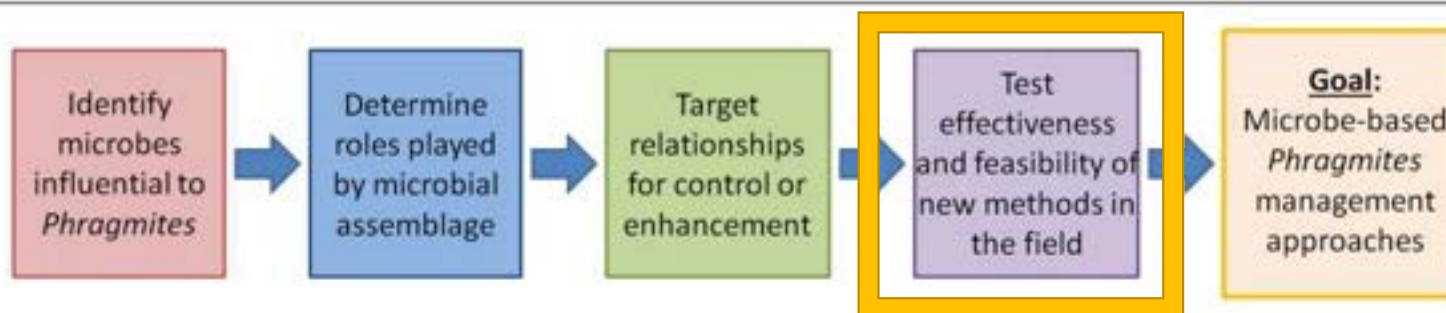 Identify
microbes
influential to
Phragmites
Determine
roles played
by microbial
assemblage
Target
relationships
for control or
enhancement
Test
effectiveness
and feasibility of
new methods in
the field
Goal:
Microbe-based
Phragmites
management
approaches